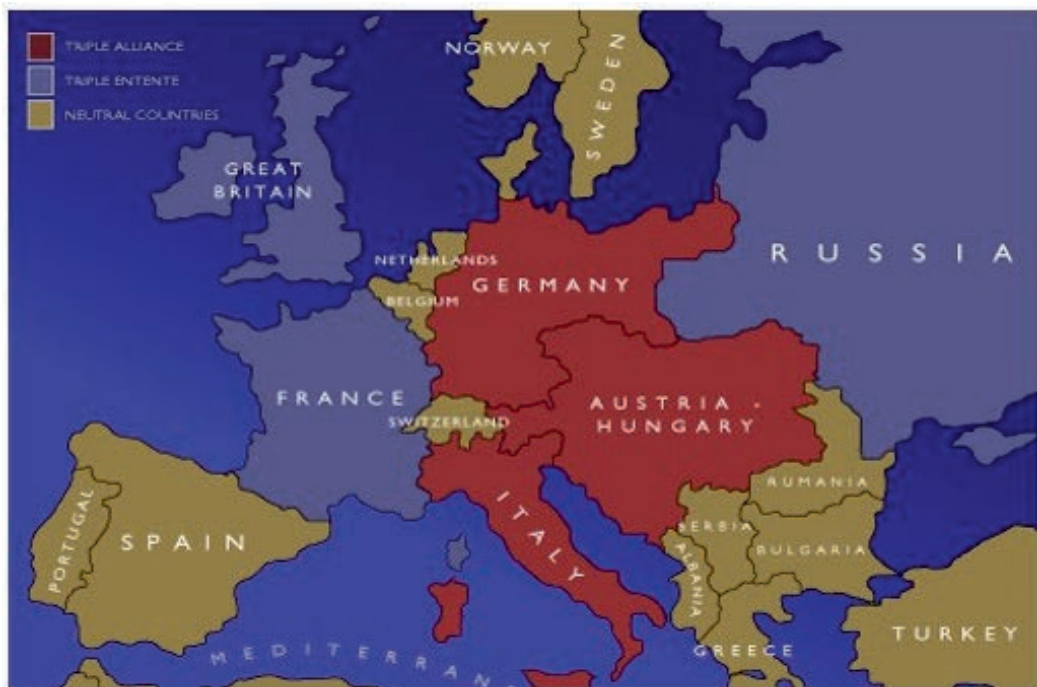 TRIPLE ALLIANCE
TRIPLE ENTENTE
NEUTRAL COUNTRIES
NORWAY
SWEDEN
GREAT
BRITAIN
RUSSIA
NETHERLANDS
BELGIUM
GERMANY
FRANCE
SWITZERLAND
AUSTRIA -
HUNGARY
ITALY
RUMANIA
SERBIA
BULGARIA
ALBANIA
PORTUGAL
SPAIN
GREECE
TURKEY
MEDITERRAN